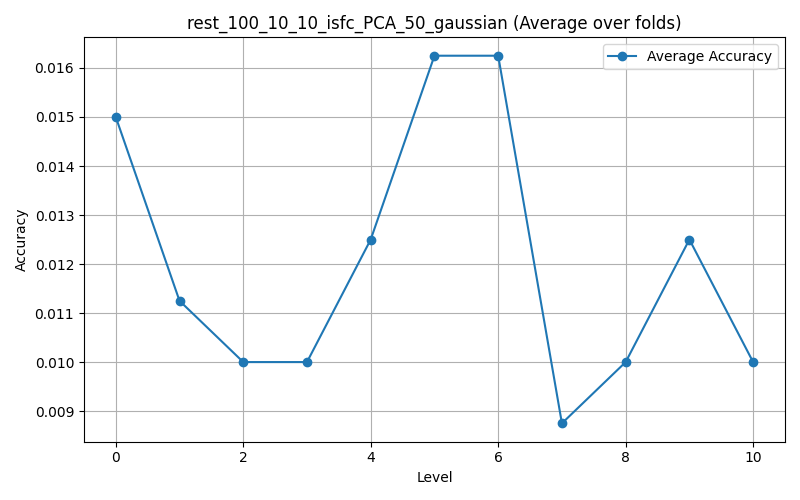 rest_100_10_10_isfc_PCA_50_gaussian (Average over folds)
Average Accuracy
0.016
0.015
0.014
0.013
0.012
0.011
0.010
0.009
Accuracy
0 2 4 6 8 10
Level